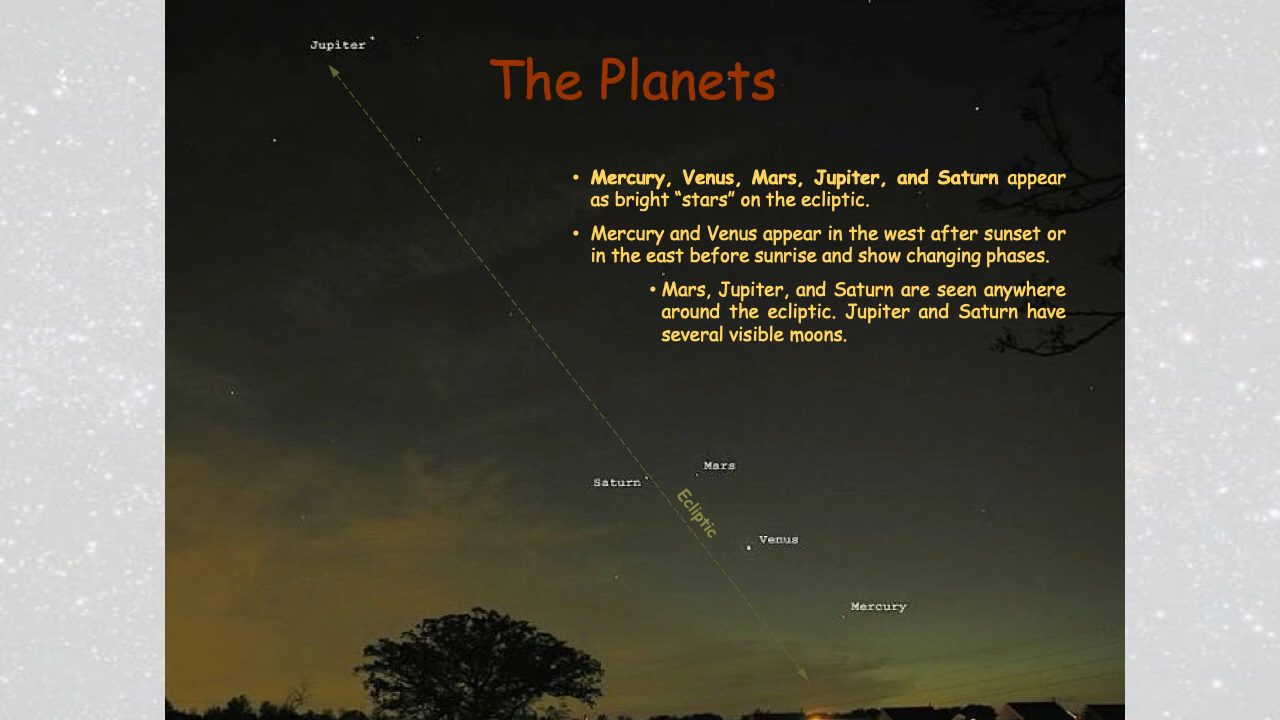 Jupiter
The Planets
• Mercury, Venus, Mars, Jupiter, and Saturn appear
as bright “stars” on the ecliptic.
• Mercury and Venus appear in the west after sunset or
in the east before sunrise and show changing phases.
• Mars, Jupiter, and Saturn are seen anywhere
around the ecliptic. Jupiter and Saturn have
several visible moons.
Mars
Saturn
Ecliptic
Venus
Mercury